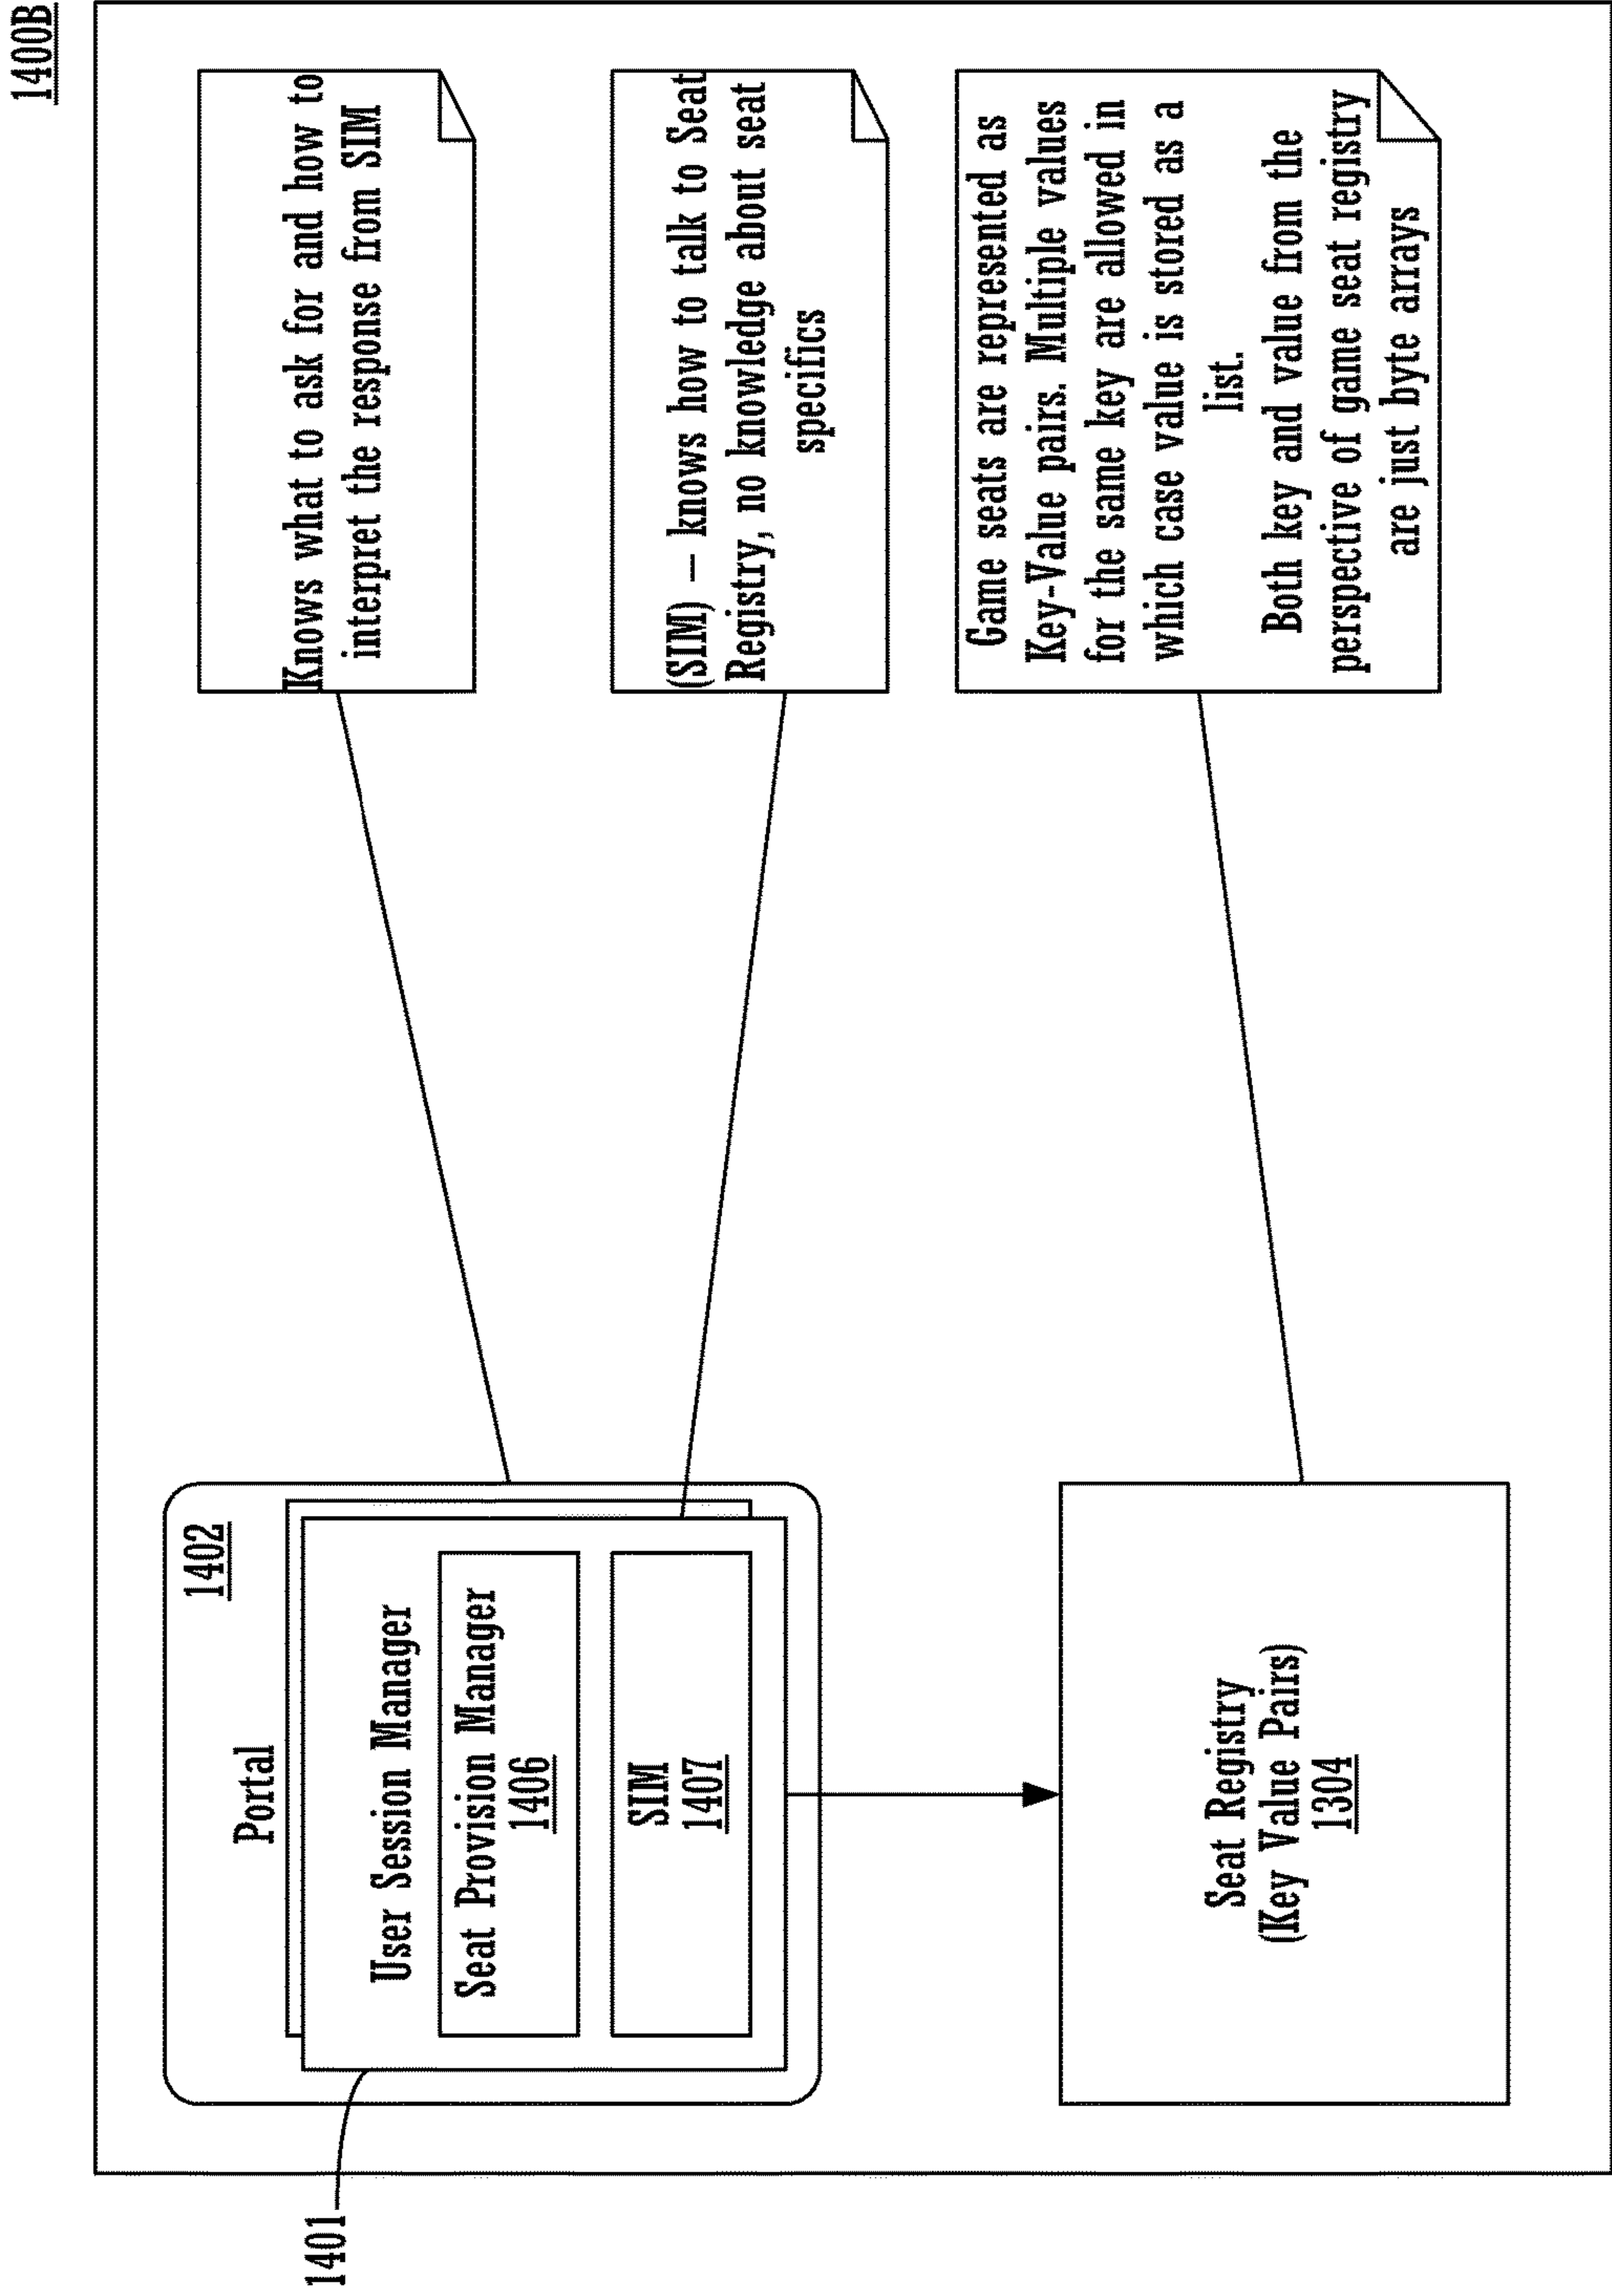 1400B
1402
Portal
User Session Manager
Seat Provision Manager
1406
SIM
1407
1401
Knows what to ask for and how to
interpret the response from SIM
(SIM) – knows how to talk to Seat
Registry, no knowledge about seat
specifics
Seat Registry
(Key Value Pairs)
1304
Game seats are represented as
Key-Value pairs. Multiple values
for the same key are allowed in
which case value is stored as a
list.
Both key and value from the
perspective of game seat registry
are just byte arrays